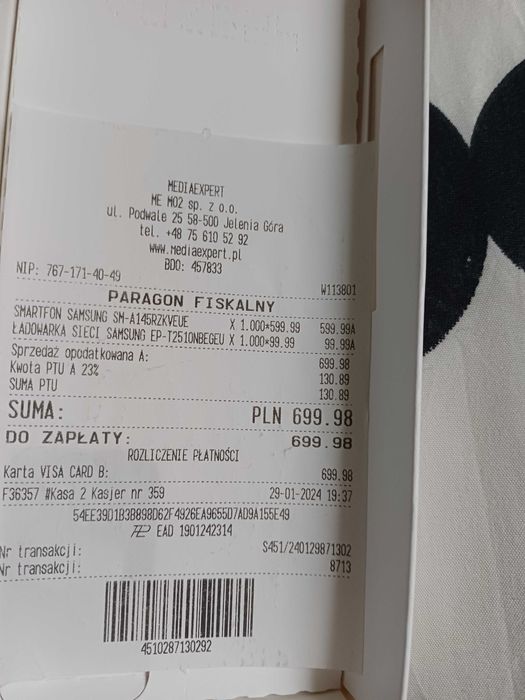 MEDIAEXPERT
ME M02 sp. z o.o.
ul. Podwale 25 58-500 Jelenia Góra
tel. +48 75 610 52 92
www.mediaexpert.pl
BDO: 457833
NIP: 767-171-40-49 W113801
PARAGON FISKALNY
SMARTFON SAMSUNG SM-A145RZKVEUE X 1.000*599.99 599.99A
ŁADOWARKA SIECI SAMSUNG EP-T2510NBEGEU X 1.000*99.99 99.99A
Sprzedaż opodatkowana A: 699.98
Kwota PTU A 23% 130.89
SUMA PTU 130.89
SUMA: PLN 699.98
DO ZAPŁATY: 699.98
ROZLICZENIE PŁATNOŚCI
Karta VISA CARD B: 699.98
F36357 #Kasa 2 Kasjer nr 359 29-01-2024 19:37
54EE39D1B3B898D62F4926EA9655D7AD9A155E49
EAD 1901242314
Nr transakcji: S451/240129871302
Nr transakcji: 8713
4510287130292